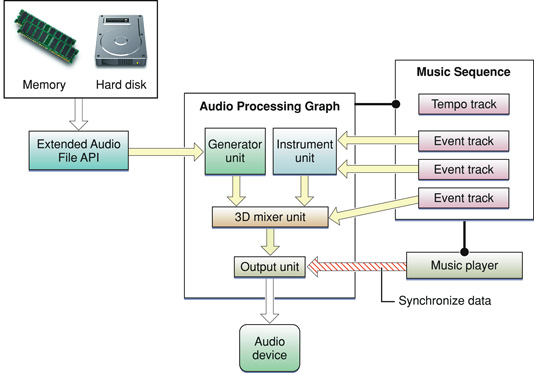 Memory
Hard disk
Extended Audio
File API
Audio Processing Graph
Generator
unit
Instrument
unit
3D mixer unit
Output unit
Audio
device
Music Sequence
Tempo track
Event track
Event track
Event track
Music player
Synchronize data